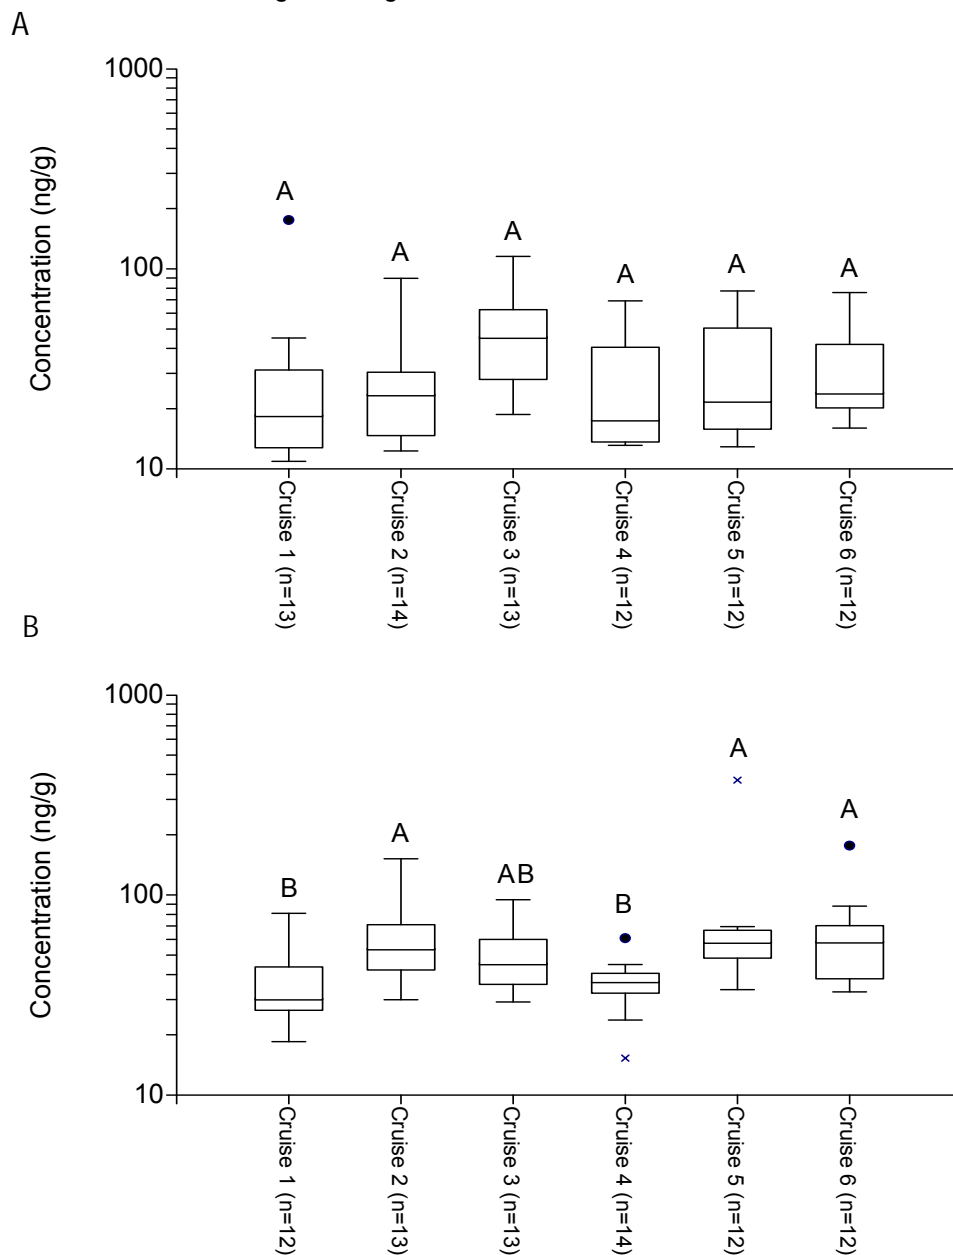 A
1000
100
10
Concentration (ng/g)
A
A
A
A
A
A
Cruise 1 (n=13)
Cruise 2 (n=14)
Cruise 3 (n=13)
Cruise 4 (n=12)
Cruise 5 (n=12)
Cruise 6 (n=12)
B
1000
100
10
Concentration (ng/g)
B
A
AB
B
A
A
Cruise 1 (n=12)
Cruise 2 (n=13)
Cruise 3 (n=13)
Cruise 4 (n=14)
Cruise 5 (n=12)
Cruise 6 (n=12)